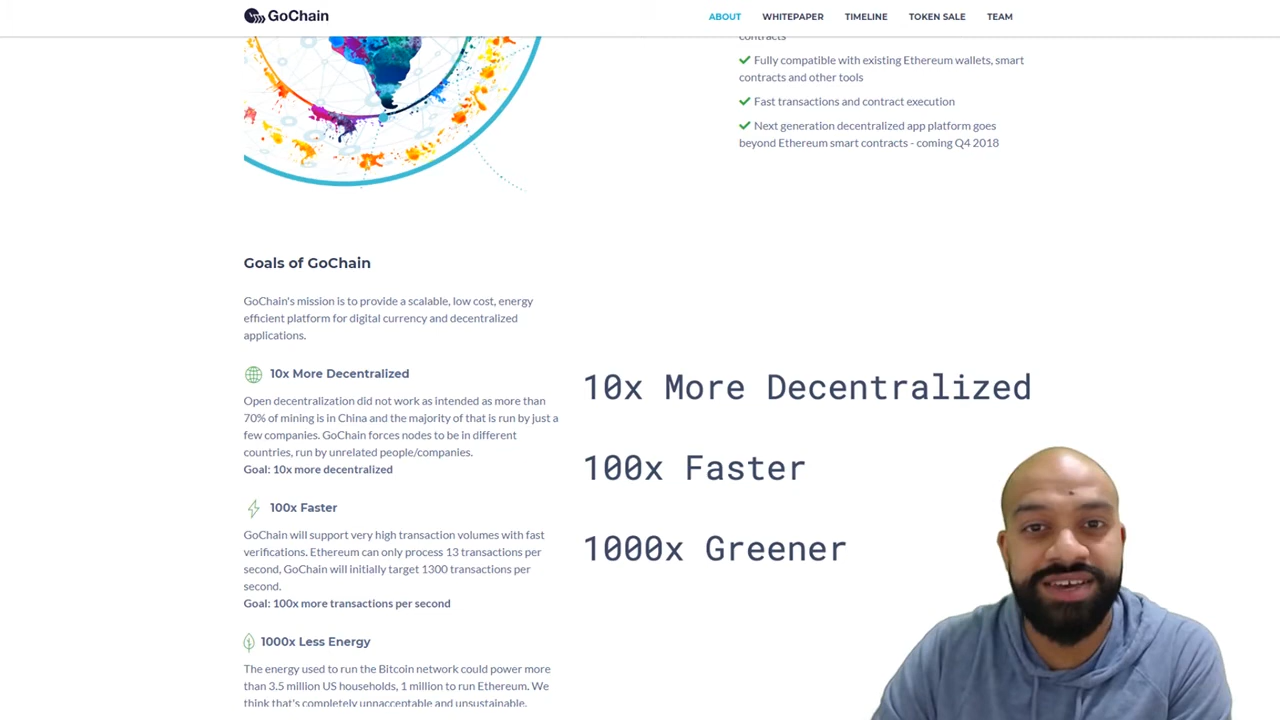 GoChain
ABOUT WHITEPAPER TIMELINE TOKEN SALE TEAM
contracts
Fully compatible with existing Ethereum wallets, smart
contracts and other tools
Fast transactions and contract execution
Next generation decentralized app platform goes
beyond Ethereum smart contracts - coming Q4 2018
Goals of GoChain
GoChain's mission is to provide a scalable, low cost, energy
efficient platform for digital currency and decentralized
applications.
10x More Decentralized
Open decentralization did not work as intended as more than
70% of mining is in China and the majority of that is run by just a
few companies. GoChain forces nodes to be in different
countries, run by unrelated people/companies.
Goal: 10x more decentralized
100x Faster
GoChain will support very high transaction volumes with fast
verifications. Ethereum can only process 13 transactions per
second, GoChain will initially target 1300 transactions per
second.
Goal: 100x more transactions per second
1000x Less Energy
The energy used to run the Bitcoin network could power more
than 3.5 million US households, 1 million to run Ethereum. We
think that's completely unacceptable and unsustainable.
10x More Decentralized
100x Faster
1000x Greener